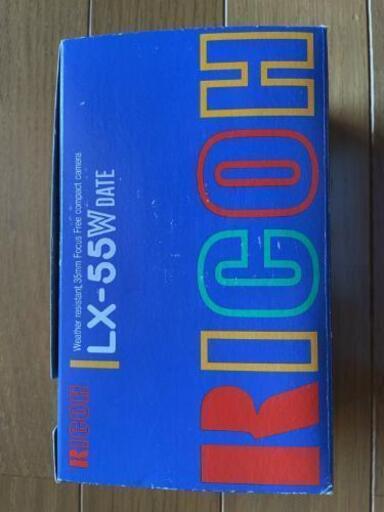 RICOH
Weather resistant, 35mm Focus Free compact camera
LX-55W DATE
RICOH